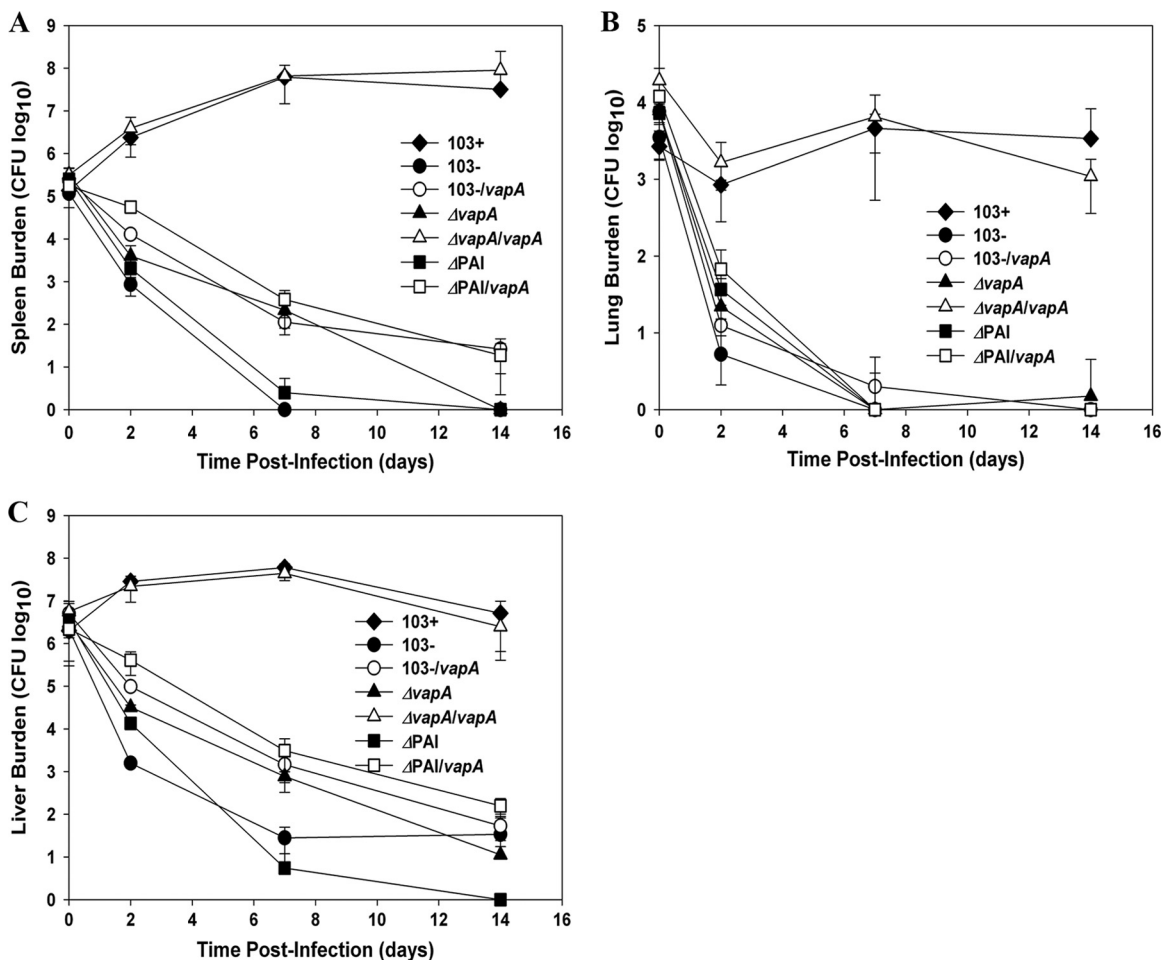 A
Spleen Burden (CFU log10)
9
8
7
6
5
4
3
2
1
0
103+
103-
103-/vapA
ΔvapA
ΔvapA/vapA
ΔPAI
ΔPAI/vapA
0 2 4 6 8 10 12 14 16
Time Post-Infection (days)
B
Lung Burden (CFU log10)
5
4
3
2
1
0
103+
103-
103-/vapA
ΔvapA
ΔvapA/vapA
ΔPAI
ΔPAI/vapA
0 2 4 6 8 10 12 14 16
Time Post-Infection (days)
C
Liver Burden (CFU log10)
9
8
7
6
5
4
3
2
1
0
103+
103-
103-/vapA
ΔvapA
ΔvapA/vapA
ΔPAI
ΔPAI/vapA
0 2 4 6 8 10 12 14 16
Time Post-Infection (days)